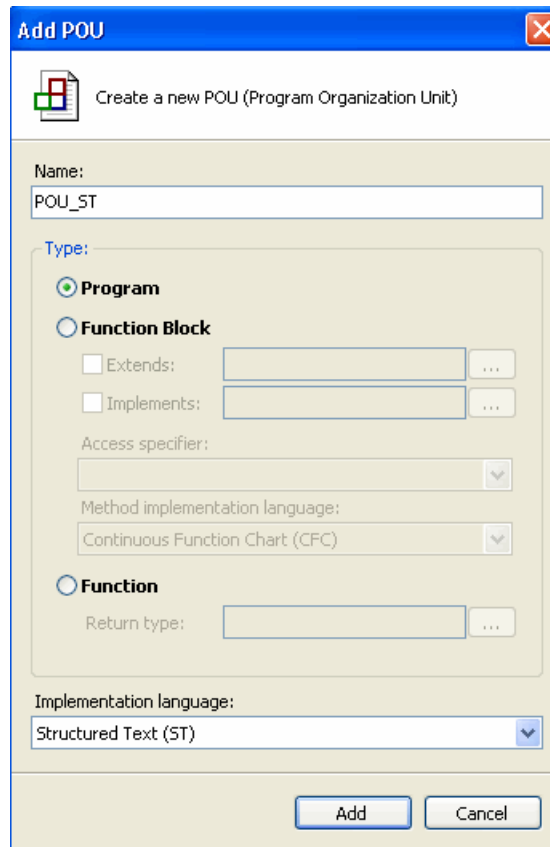 Add POU
Create a new POU (Program Organization Unit)
Name:
POU_ST
Type:
Program
Function Block
Extends:
...
Implements:
...
Access specifier:
Method implementation language:
Continuous Function Chart (CFC)
Function
Return type:
...
Implementation language:
Structured Text (ST)
Add Cancel